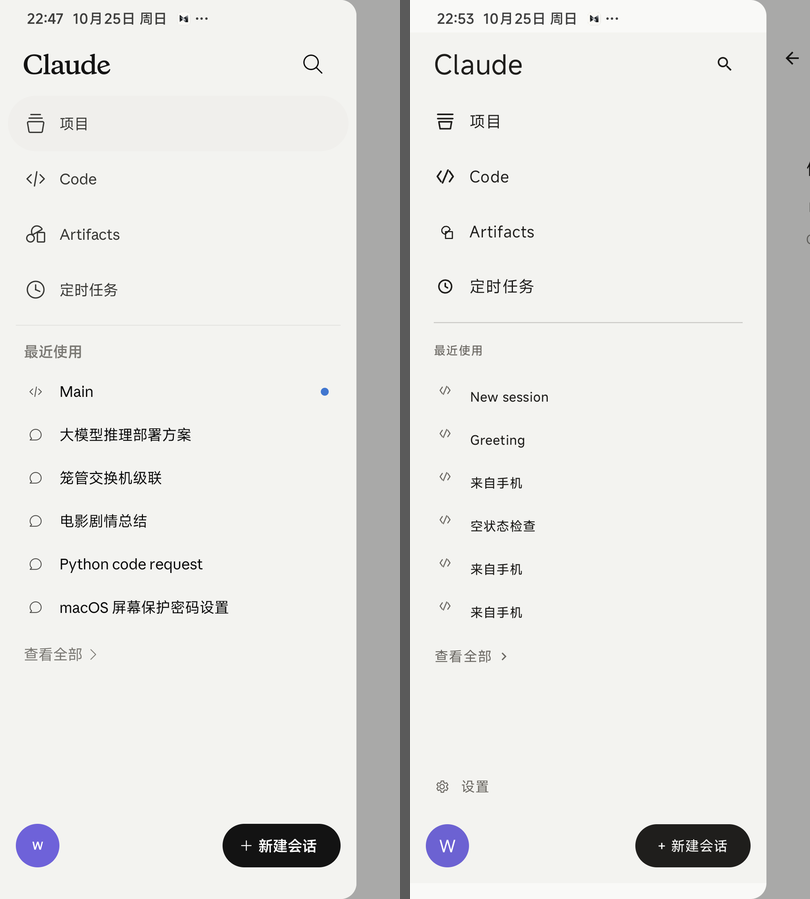 22:47 10月25日 周日 ···
Claude
项目
Code
Artifacts
定时任务
最近使用
Main
大模型推理部署方案
笼管交换机级联
电影剧情总结
Python code request
macOS 屏幕保护密码设置
查看全部
W
+ 新建会话
22:53 10月25日 周日 ···
Claude
项目
Code
Artifacts
定时任务
最近使用
New session
Greeting
来自手机
空状态检查
来自手机
来自手机
查看全部
设置
W
+ 新建会话